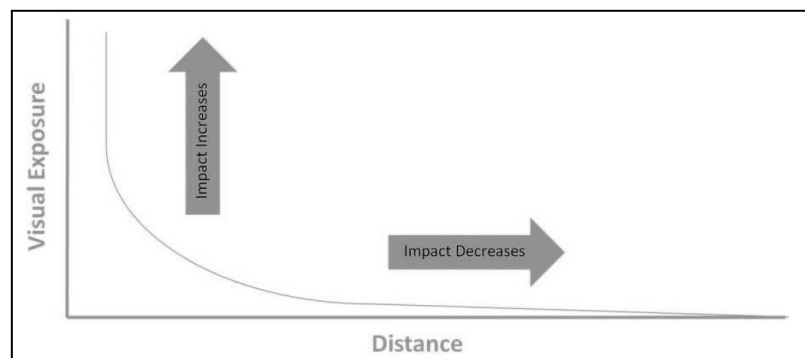 Visual Exposure
Impact Increases
Impact Decreases
Distance